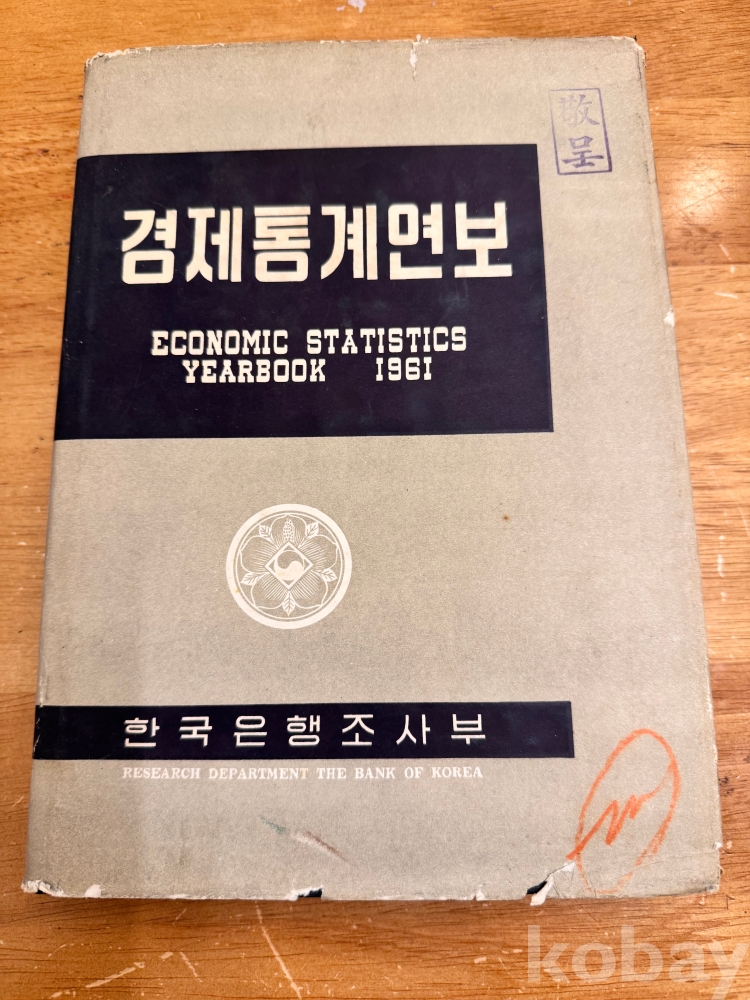 敬
呈
경제통계연보
ECONOMIC STATISTICS
YEARBOOK 1961
한국은행조사부
RESEARCH DEPARTMENT THE BANK OF KOREA
kobay